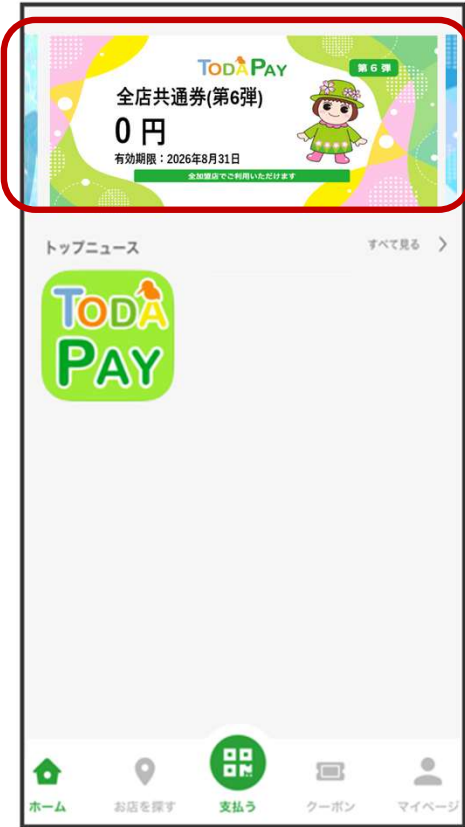 TODAPAY
第6弾
全店共通券(第6弾)
0 円
有効期限：2026年8月31日
全加盟店でご利用いただけます
トップニュース
すべて見る
TODA
PAY
ホーム
お店を探す
支払う
クーポン
マイページ